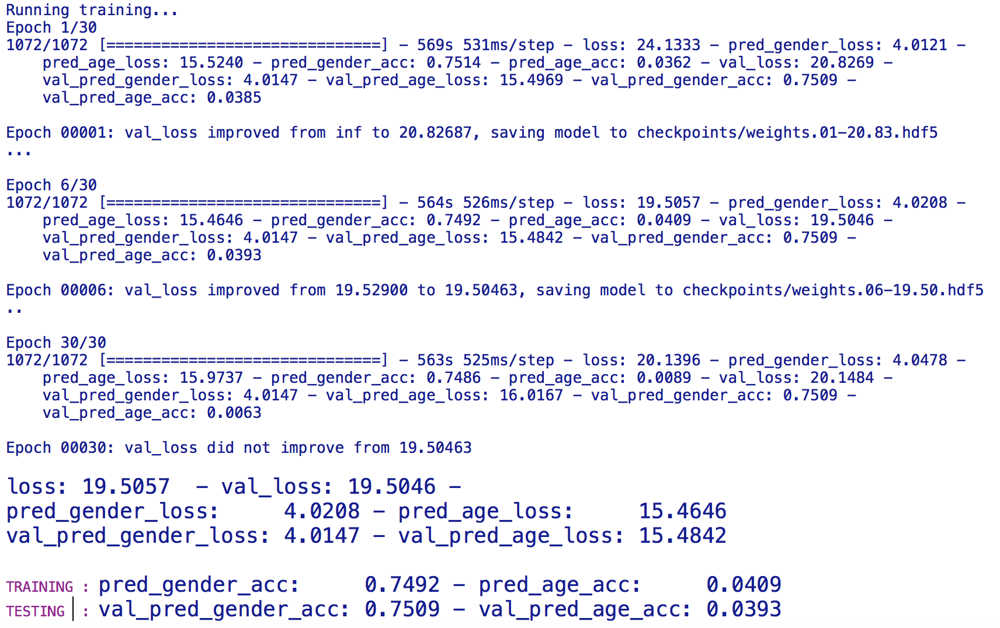 Running training...
Epoch 1/30
1072/1072 [==============================] - 569s 531ms/step - loss: 24.1333 - pred_gender_loss: 4.0121 -
    pred_age_loss: 15.5240 - pred_gender_acc: 0.7514 - pred_age_acc: 0.0362 - val_loss: 20.8269 -
    val_pred_gender_loss: 4.0147 - val_pred_age_loss: 15.4969 - val_pred_gender_acc: 0.7509 -
    val_pred_age_acc: 0.0385

Epoch 00001: val_loss improved from inf to 20.82687, saving model to checkpoints/weights.01-20.83.hdf5
...

Epoch 6/30
1072/1072 [==============================] - 564s 526ms/step - loss: 19.5057 - pred_gender_loss: 4.0208 -
    pred_age_loss: 15.4646 - pred_gender_acc: 0.7492 - pred_age_acc: 0.0409 - val_loss: 19.5046 -
    val_pred_gender_loss: 4.0147 - val_pred_age_loss: 15.4842 - val_pred_gender_acc: 0.7509 -
    val_pred_age_acc: 0.0393

Epoch 00006: val_loss improved from 19.52900 to 19.50463, saving model to checkpoints/weights.06-19.50.hdf5
..

Epoch 30/30
1072/1072 [==============================] - 563s 525ms/step - loss: 20.1396 - pred_gender_loss: 4.0478 -
    pred_age_loss: 15.9737 - pred_gender_acc: 0.7486 - pred_age_acc: 0.0089 - val_loss: 20.1484 -
    val_pred_gender_loss: 4.0147 - val_pred_age_loss: 16.0167 - val_pred_gender_acc: 0.7509 -
    val_pred_age_acc: 0.0063

Epoch 00030: val_loss did not improve from 19.50463

loss: 19.5057  - val_loss: 19.5046 -
pred_gender_loss:     4.0208 - pred_age_loss:     15.4646
val_pred_gender_loss: 4.0147 - val_pred_age_loss: 15.4842

TRAINING : pred_gender_acc:     0.7492 - pred_age_acc:     0.0409
TESTING : val_pred_gender_acc: 0.7509 - val_pred_age_acc: 0.0393